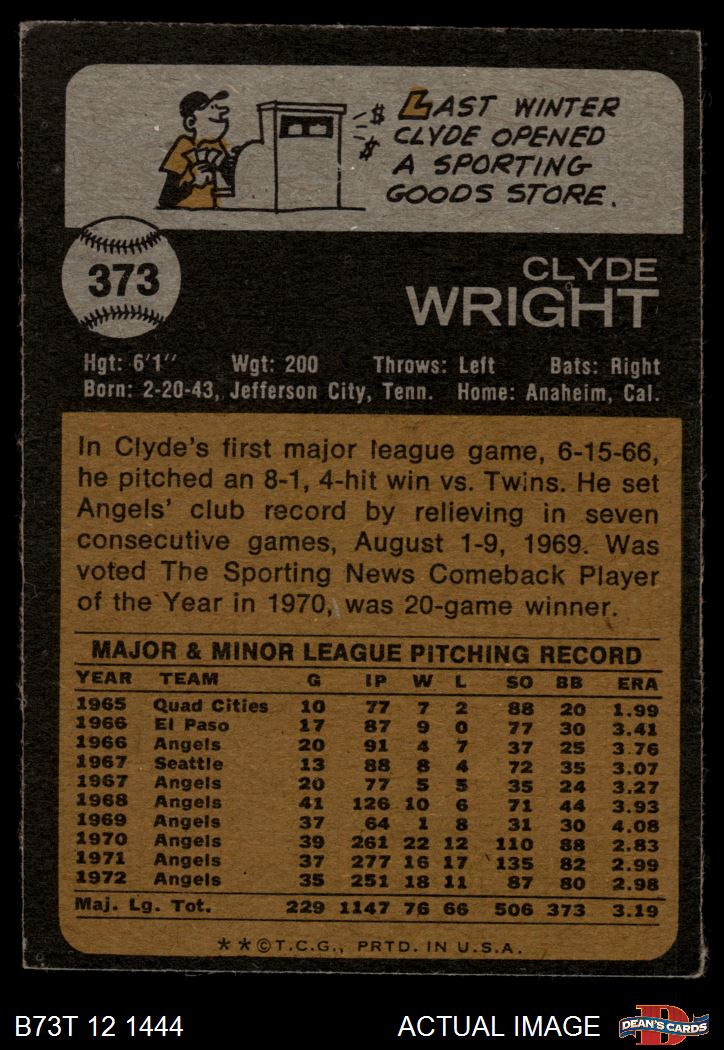 LAST WINTER
CLYDE OPENED
A SPORTING
GOODS STORE.
373
CLYDE
WRIGHT
Hgt: 6'1" Wgt: 200 Throws: Left Bats: Right
Born: 2-20-43, Jefferson City, Tenn. Home: Anaheim, Cal.
In Clyde's first major league game, 6-15-66,
he pitched an 8-1, 4-hit win vs. Twins. He set
Angels' club record by relieving in seven
consecutive games, August 1-9, 1969. Was
voted The Sporting News Comeback Player
of the Year in 1970, was 20-game winner.
MAJOR & MINOR LEAGUE PITCHING RECORD
YEAR TEAM G IP W L SO BB ERA
1965 Quad Cities 10 77 7 2 88 20 1.99
1966 El Paso 17 87 9 0 77 30 3.41
1966 Angels 20 91 4 7 37 25 3.76
1967 Seattle 13 88 8 4 72 35 3.07
1967 Angels 20 77 5 5 35 24 3.27
1968 Angels 41 126 10 6 71 44 3.93
1969 Angels 37 64 1 8 31 30 4.08
1970 Angels 39 261 22 12 110 88 2.83
1971 Angels 37 277 16 17 135 82 2.99
1972 Angels 35 251 18 11 87 80 2.98
Maj. Lg. Tot. 229 1147 76 66 506 373 3.19
★★©T.C.G., PRTD. IN U.S.A.
B73T 12 1444 ACTUAL IMAGE DEAN'S CARDS